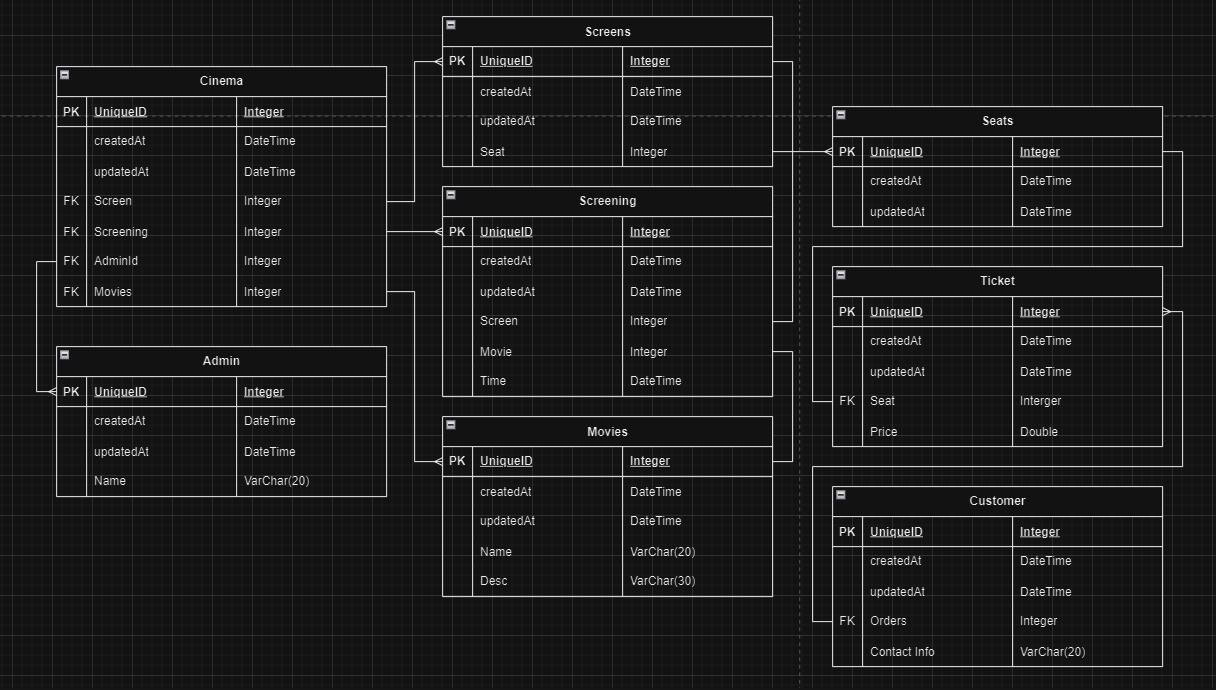 Cinema
PK UniqueID Integer
createdAt DateTime
updatedAt DateTime
FK Screen Integer
FK Screening Integer
FK AdminId Integer
FK Movies Integer
Admin
PK UniqueID Integer
createdAt DateTime
updatedAt DateTime
Name VarChar(20)
Screens
PK UniqueID Integer
createdAt DateTime
updatedAt DateTime
Seat Integer
Screening
PK UniqueID Integer
createdAt DateTime
updatedAt DateTime
Screen Integer
Movie Integer
Time DateTime
Movies
PK UniqueID Integer
createdAt DateTime
updatedAt DateTime
Name VarChar(20)
Desc VarChar(30)
Seats
PK UniqueID Integer
createdAt DateTime
updatedAt DateTime
Ticket
PK UniqueID Integer
createdAt DateTime
updatedAt DateTime
FK Seat Interger
Price Double
Customer
PK UniqueID Integer
createdAt DateTime
updatedAt DateTime
FK Orders Integer
Contact Info VarChar(20)